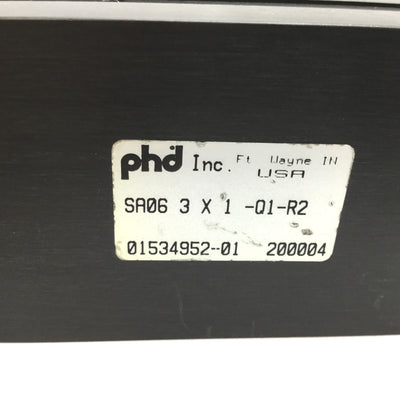 phd Inc. Ft Wayne IN
USA
SA06 3 X 1 -Q1-R2
01534952-01 200004